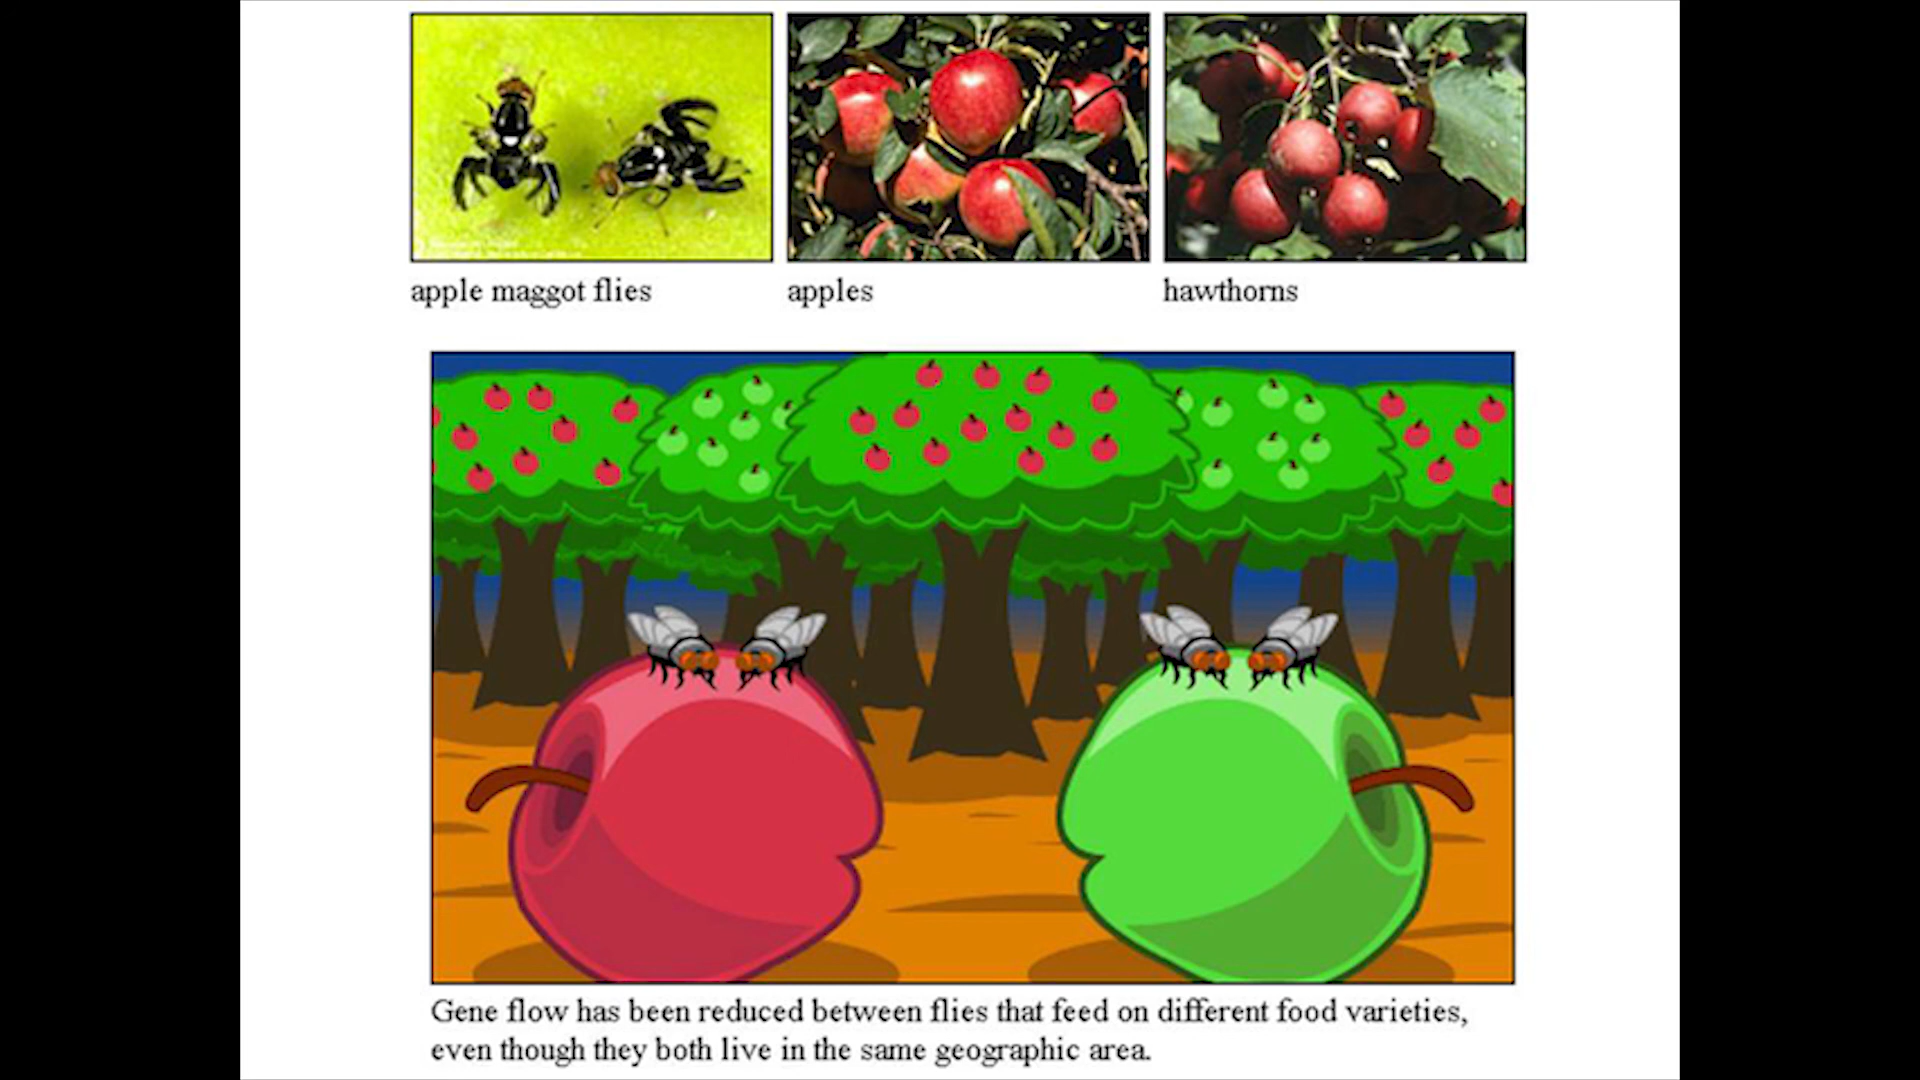 apple maggot flies
apples
hawthorns
Gene flow has been reduced between flies that feed on different food varieties,
even though they both live in the same geographic area.